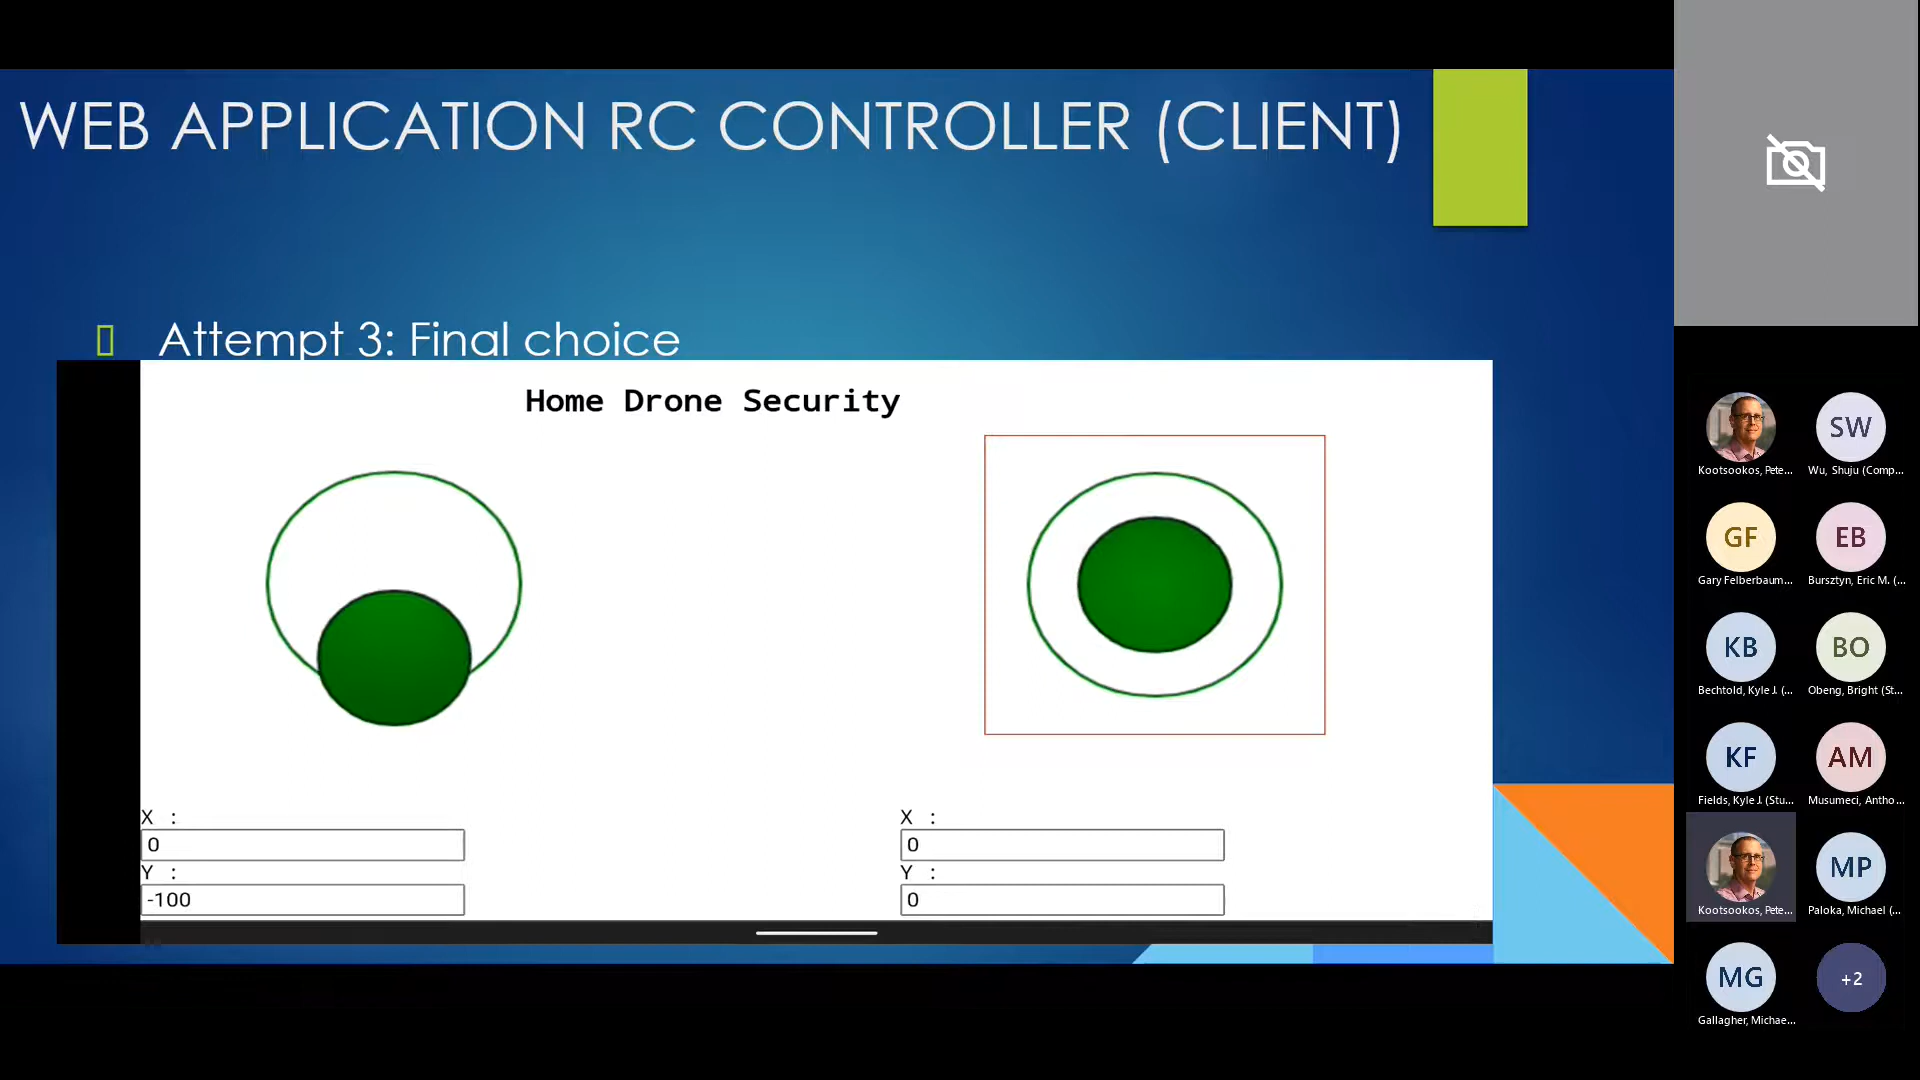 WEB APPLICATION RC CONTROLLER (CLIENT)
Attempt 3: Final choice
Home Drone Security
X :
0
Y :
-100
X :
0
Y :
0
Kootsookos, Pete...
SW
Wu, Shuju (Comp...
GF
Gary Felberbaum...
EB
Bursztyn, Eric M. (...
KB
Bechtold, Kyle J. (...
BO
Obeng, Bright (St...
KF
Fields, Kyle J. (Stu...
AM
Musumeci, Antho...
Kootsookos, Pete...
MP
Paloka, Michael (...
MG
Gallagher, Michae...
+2